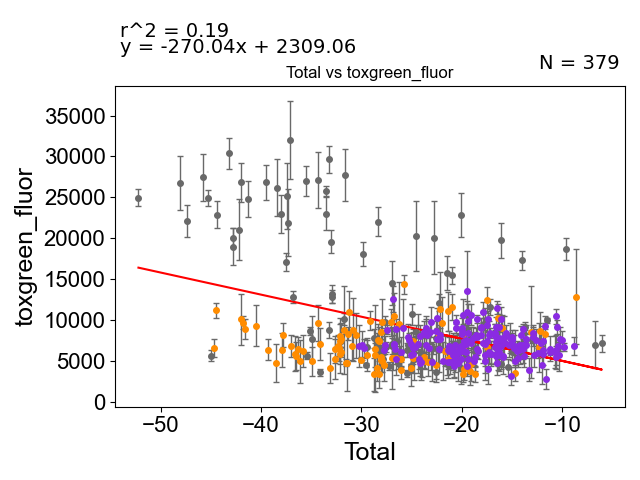 r^2 = 0.19
y = -270.04x + 2309.06
N = 379
Total vs toxgreen_fluor
35000
30000
25000
20000
15000
10000
5000
0
toxgreen_fluor
−50
−40
−30
−20
−10
Total